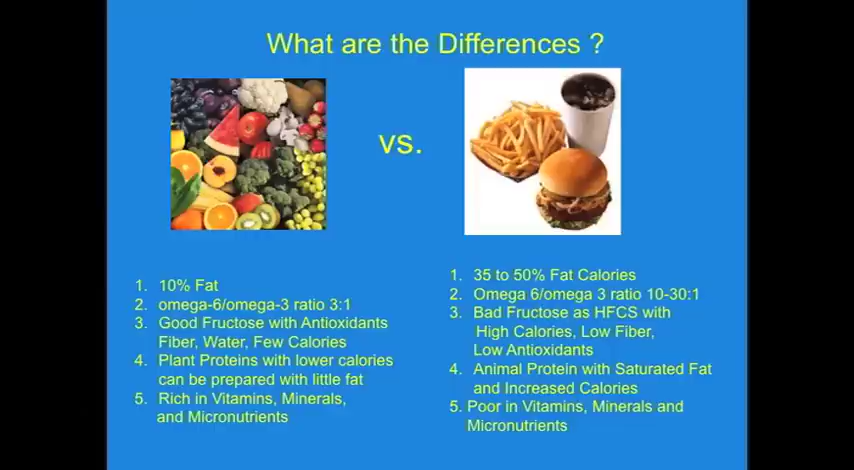 What are the Differences ?
vs.
1. 10% Fat
2. omega-6/omega-3 ratio 3:1
3. Good Fructose with Antioxidants
Fiber, Water, Few Calories
4. Plant Proteins with lower calories
can be prepared with little fat
5. Rich in Vitamins, Minerals,
and Micronutrients
1. 35 to 50% Fat Calories
2. Omega 6/omega 3 ratio 10-30:1
3. Bad Fructose as HFCS with
High Calories, Low Fiber,
Low Antioxidants
4. Animal Protein with Saturated Fat
and Increased Calories
5. Poor in Vitamins, Minerals and
Micronutrients